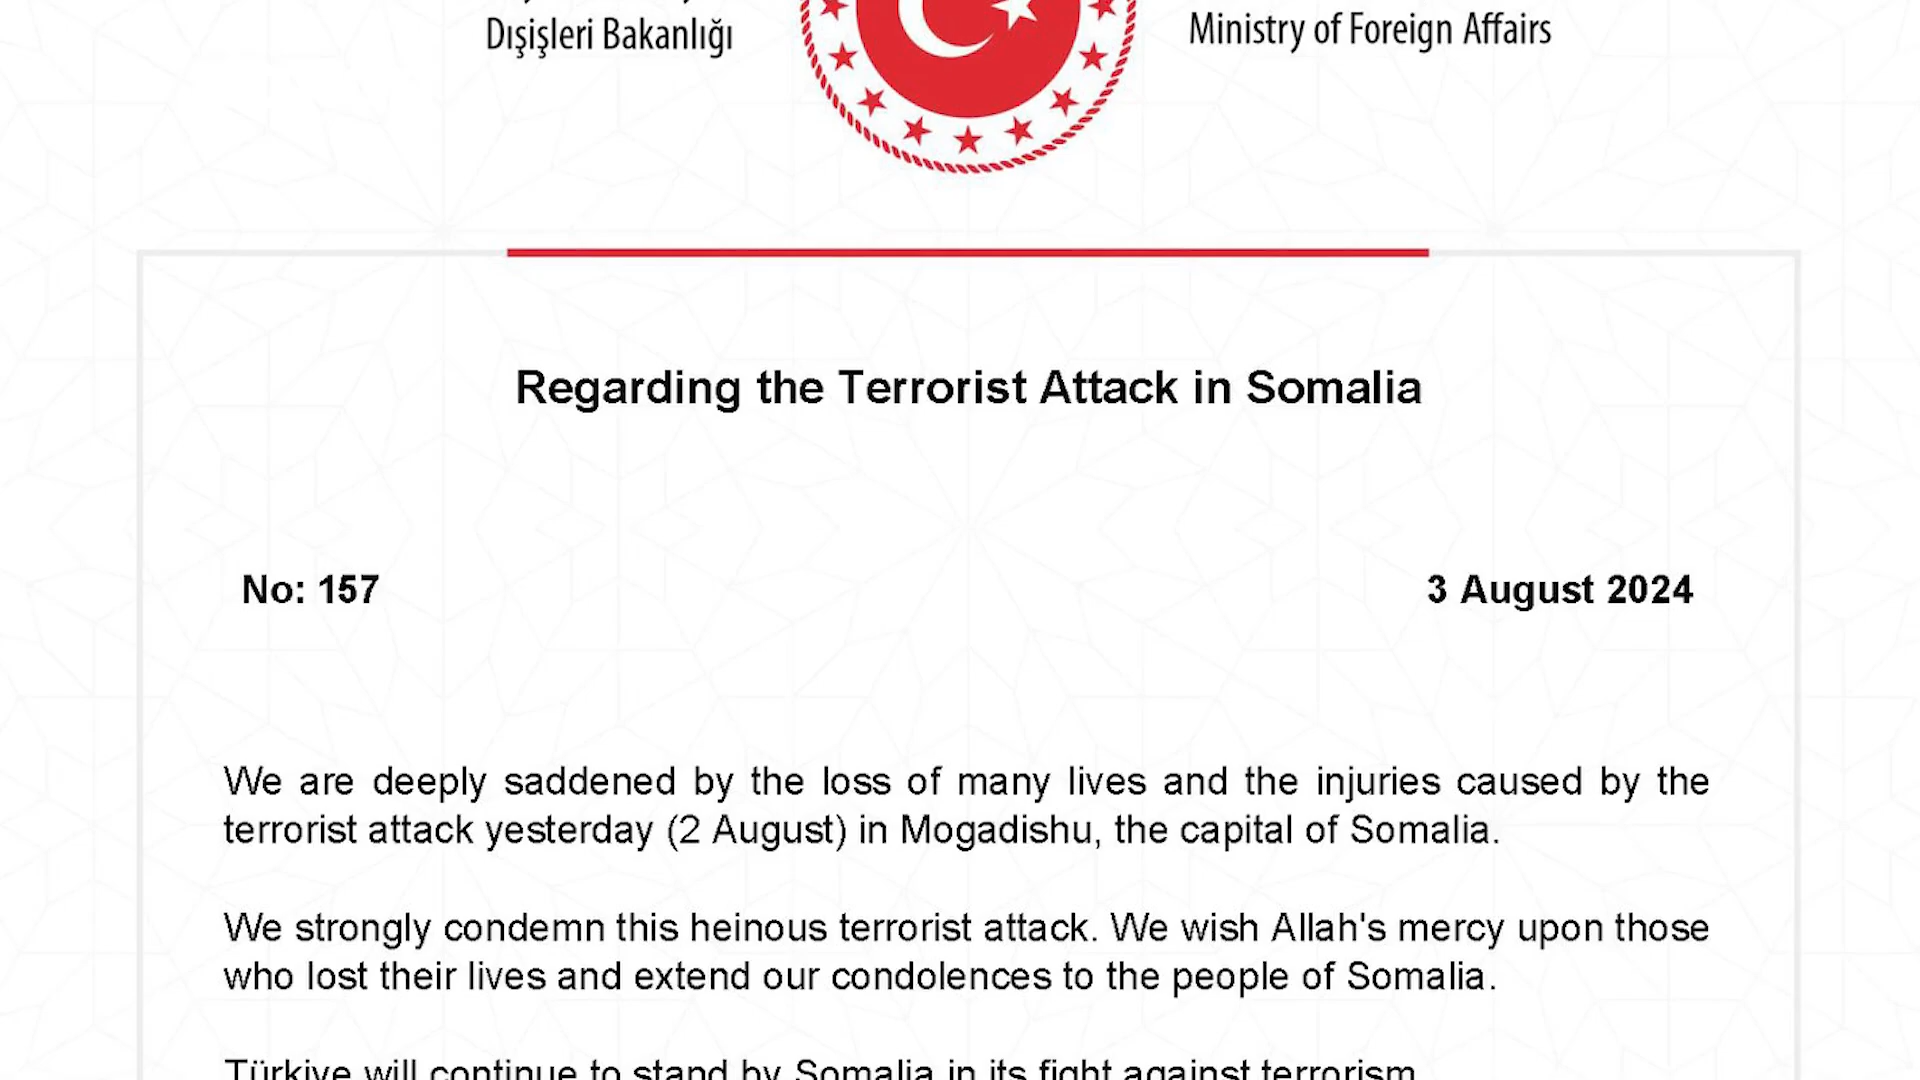 Dışişleri Bakanlığı
Ministry of Foreign Affairs
Regarding the Terrorist Attack in Somalia
No: 157
3 August 2024
We are deeply saddened by the loss of many lives and the injuries caused by the
terrorist attack yesterday (2 August) in Mogadishu, the capital of Somalia.
We strongly condemn this heinous terrorist attack. We wish Allah's mercy upon those
who lost their lives and extend our condolences to the people of Somalia.
Türkiye will continue to stand by Somalia in its fight against terrorism.